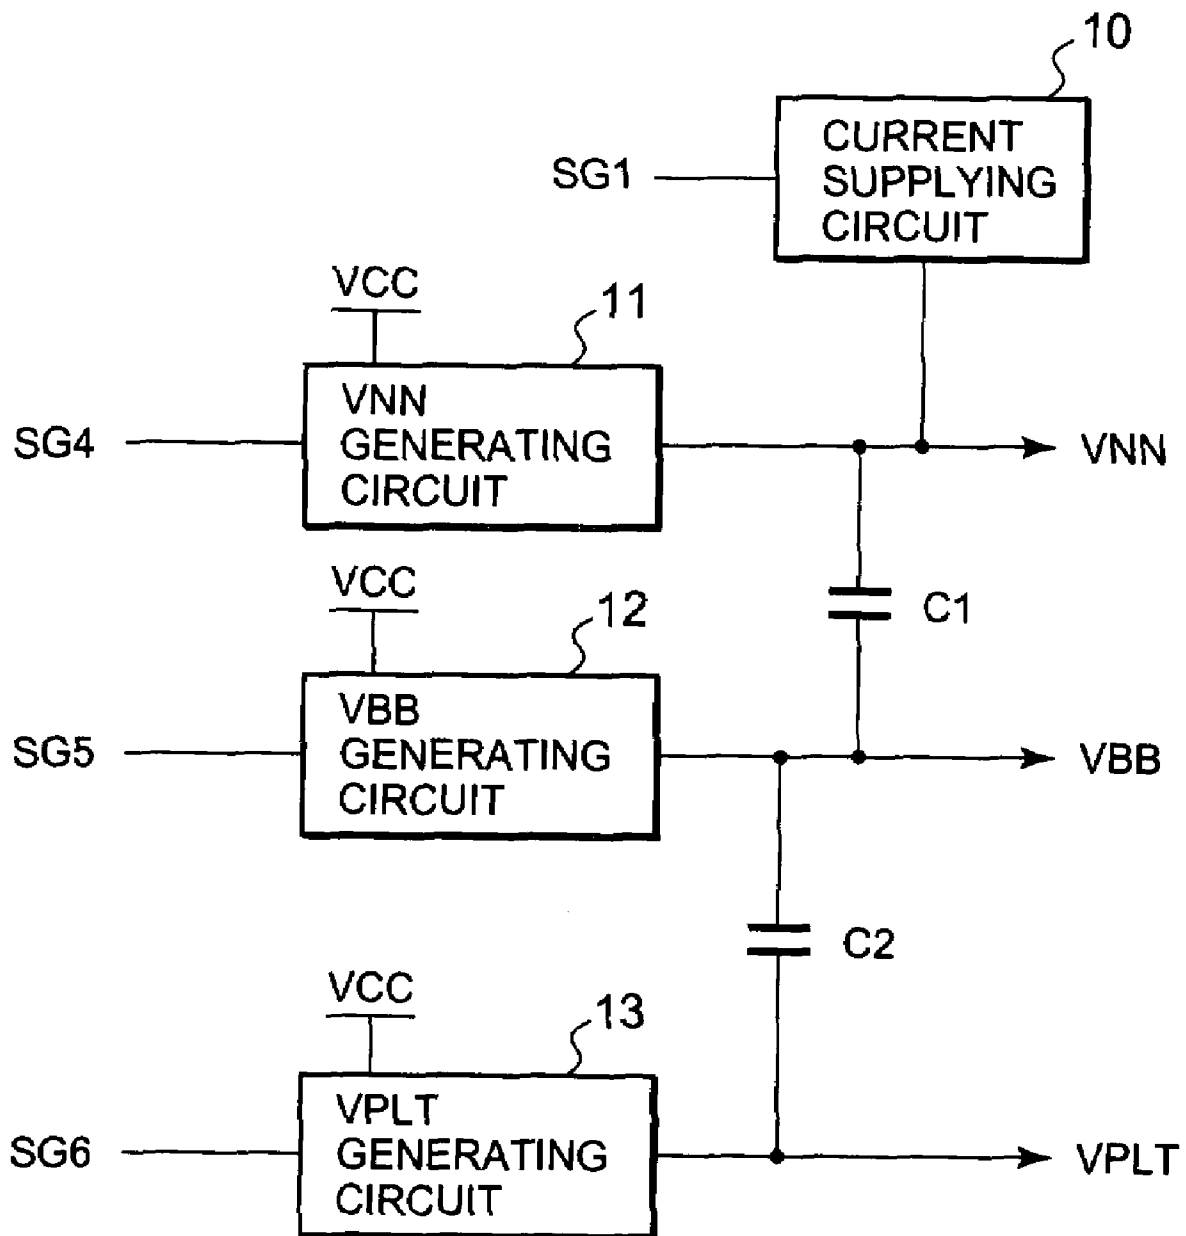 10
CURRENT
SUPPLYING
CIRCUIT
SG1
VCC
11
VNN
GENERATING
CIRCUIT
SG4
VNN
VCC
12
C1
VBB
GENERATING
CIRCUIT
SG5
VBB
C2
VCC
13
VPLT
GENERATING
CIRCUIT
SG6
VPLT